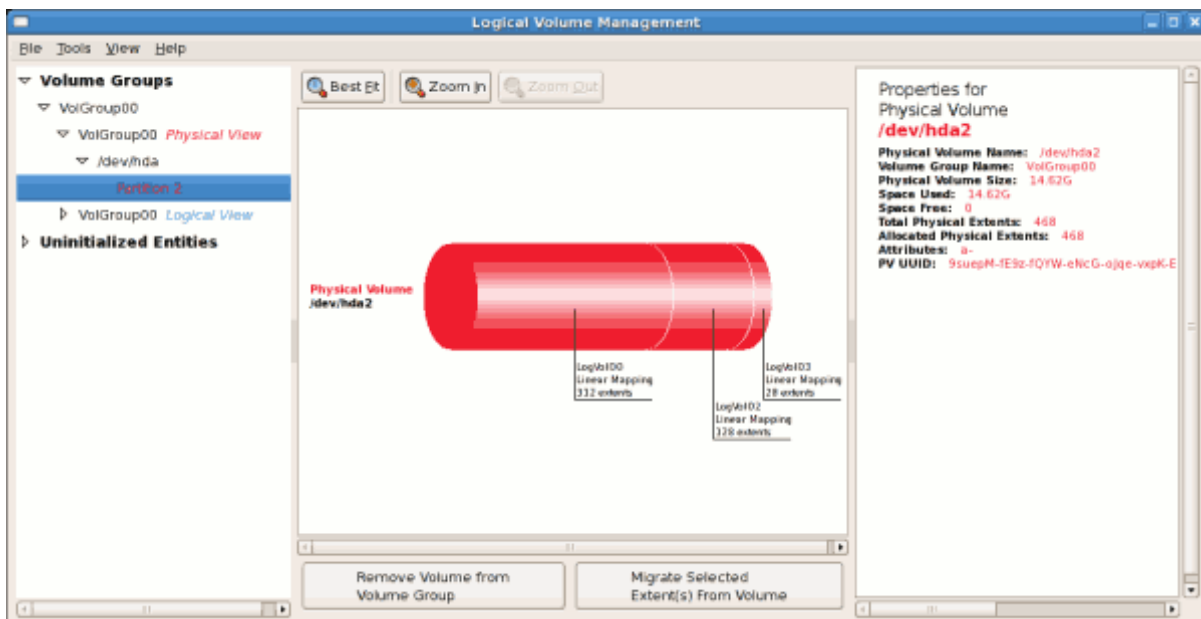 Logical Volume Management
File Tools View Help
Volume Groups
VolGroup00
VolGroup00 Physical View
/dev/hda
Partition 2
VolGroup00 Logical View
Uninitialized Entities
Best Fit Zoom In Zoom Out
Physical Volume
/dev/hda2
LogVol00
Linear Mapping
312 extents
LogVol02
Linear Mapping
128 extents
LogVol03
Linear Mapping
28 extents
Remove Volume from
Volume Group
Migrate Selected
Extent(s) From Volume
Properties for
Physical Volume
/dev/hda2
Physical Volume Name: /dev/hda2
Volume Group Name: VolGroup00
Physical Volume Size: 14.62G
Space Used: 14.62G
Space Free: 0
Total Physical Extents: 468
Allocated Physical Extents: 468
Attributes: a-
PV UUID: 9suepM-fE9z-fQYW-eNcG-ojqe-vxpK-E